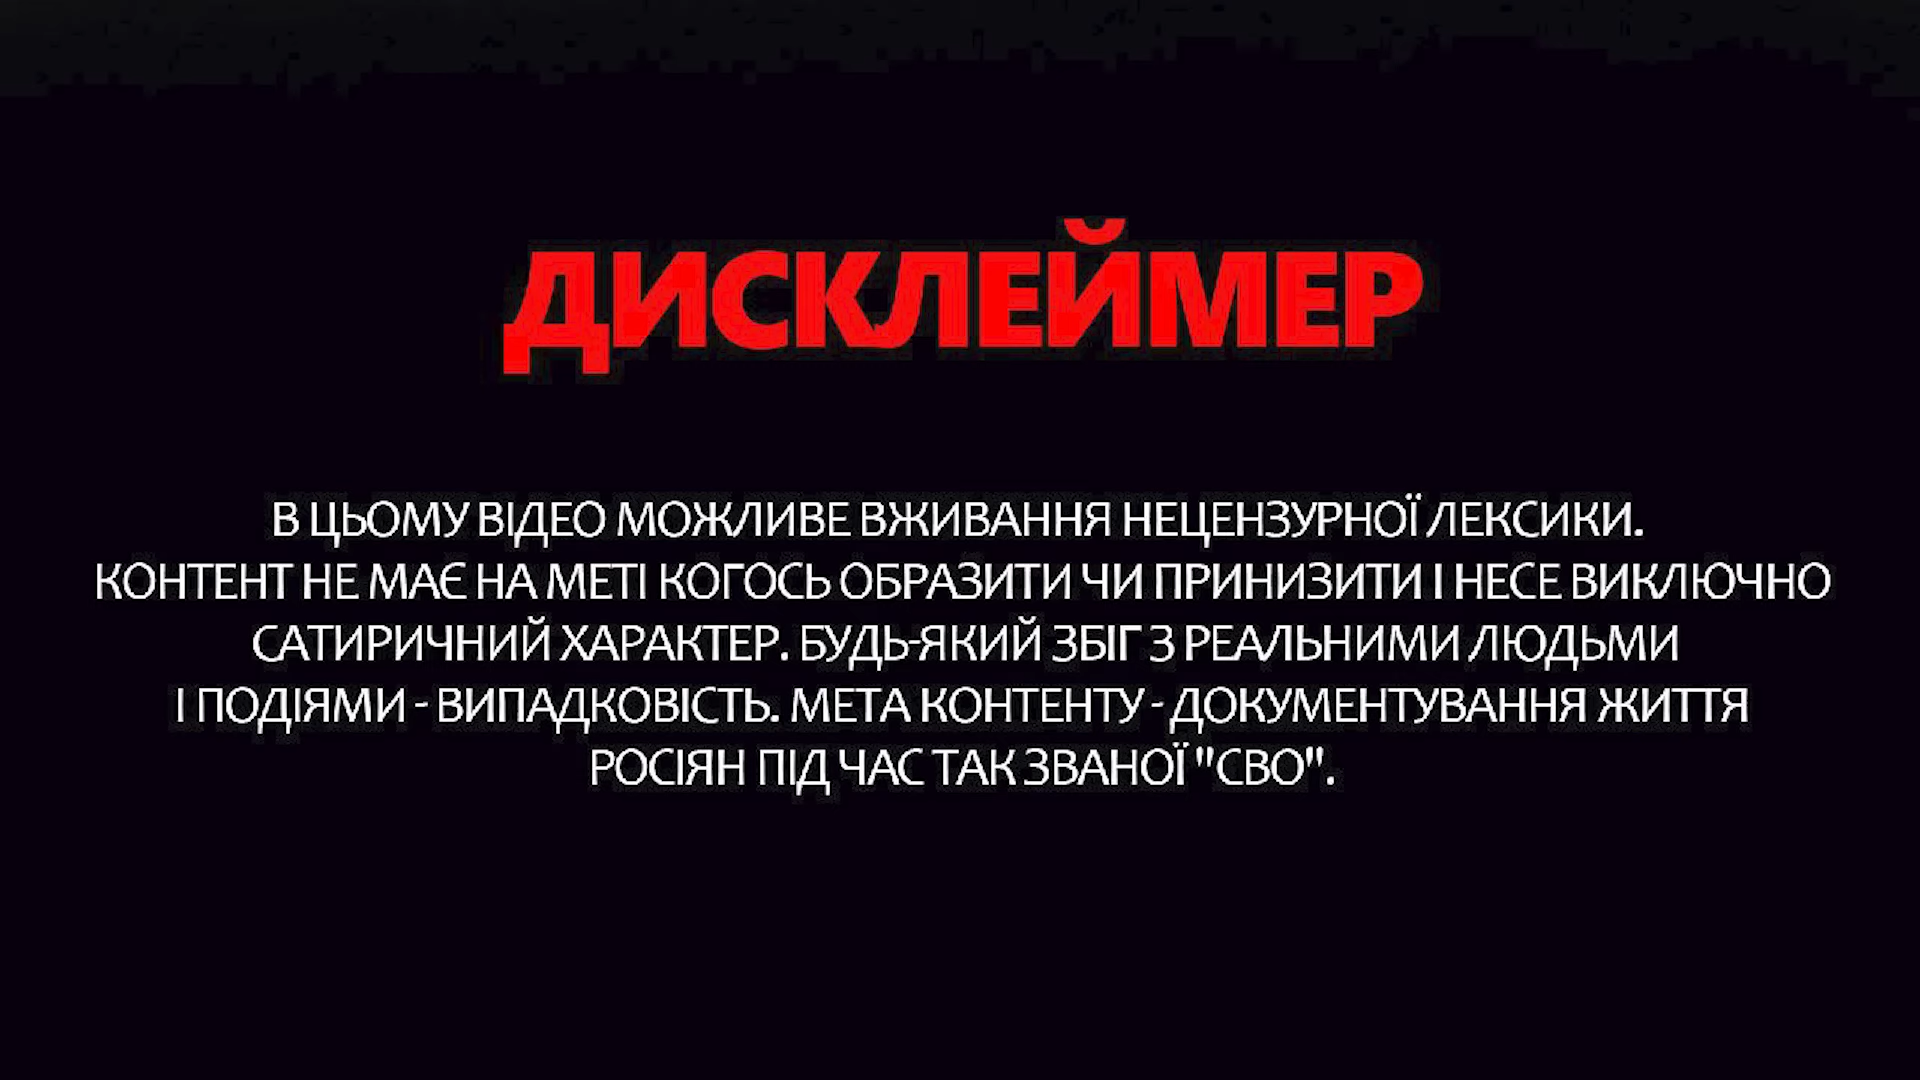 ДИСКЛЕЙМЕР
В ЦЬОМУ ВІДЕО МОЖЛИВЕ ВЖИВАННЯ НЕЦЕНЗУРНОЇ ЛЕКСИКИ.
КОНТЕНТ НЕ МАЄ НА МЕТІ КОГОСЬ ОБРАЗИТИ ЧИ ПРИНИЗИТИ І НЕСЕ ВИКЛЮЧНО
САТИРИЧНИЙ ХАРАКТЕР. БУДЬ-ЯКИЙ ЗБІГ З РЕАЛЬНИМИ ЛЮДЬМИ
І ПОДІЯМИ - ВИПАДКОВІСТЬ. МЕТА КОНТЕНТУ - ДОКУМЕНТУВАННЯ ЖИТТЯ
РОСІЯН ПІД ЧАС ТАК ЗВАНОЇ "СВО".